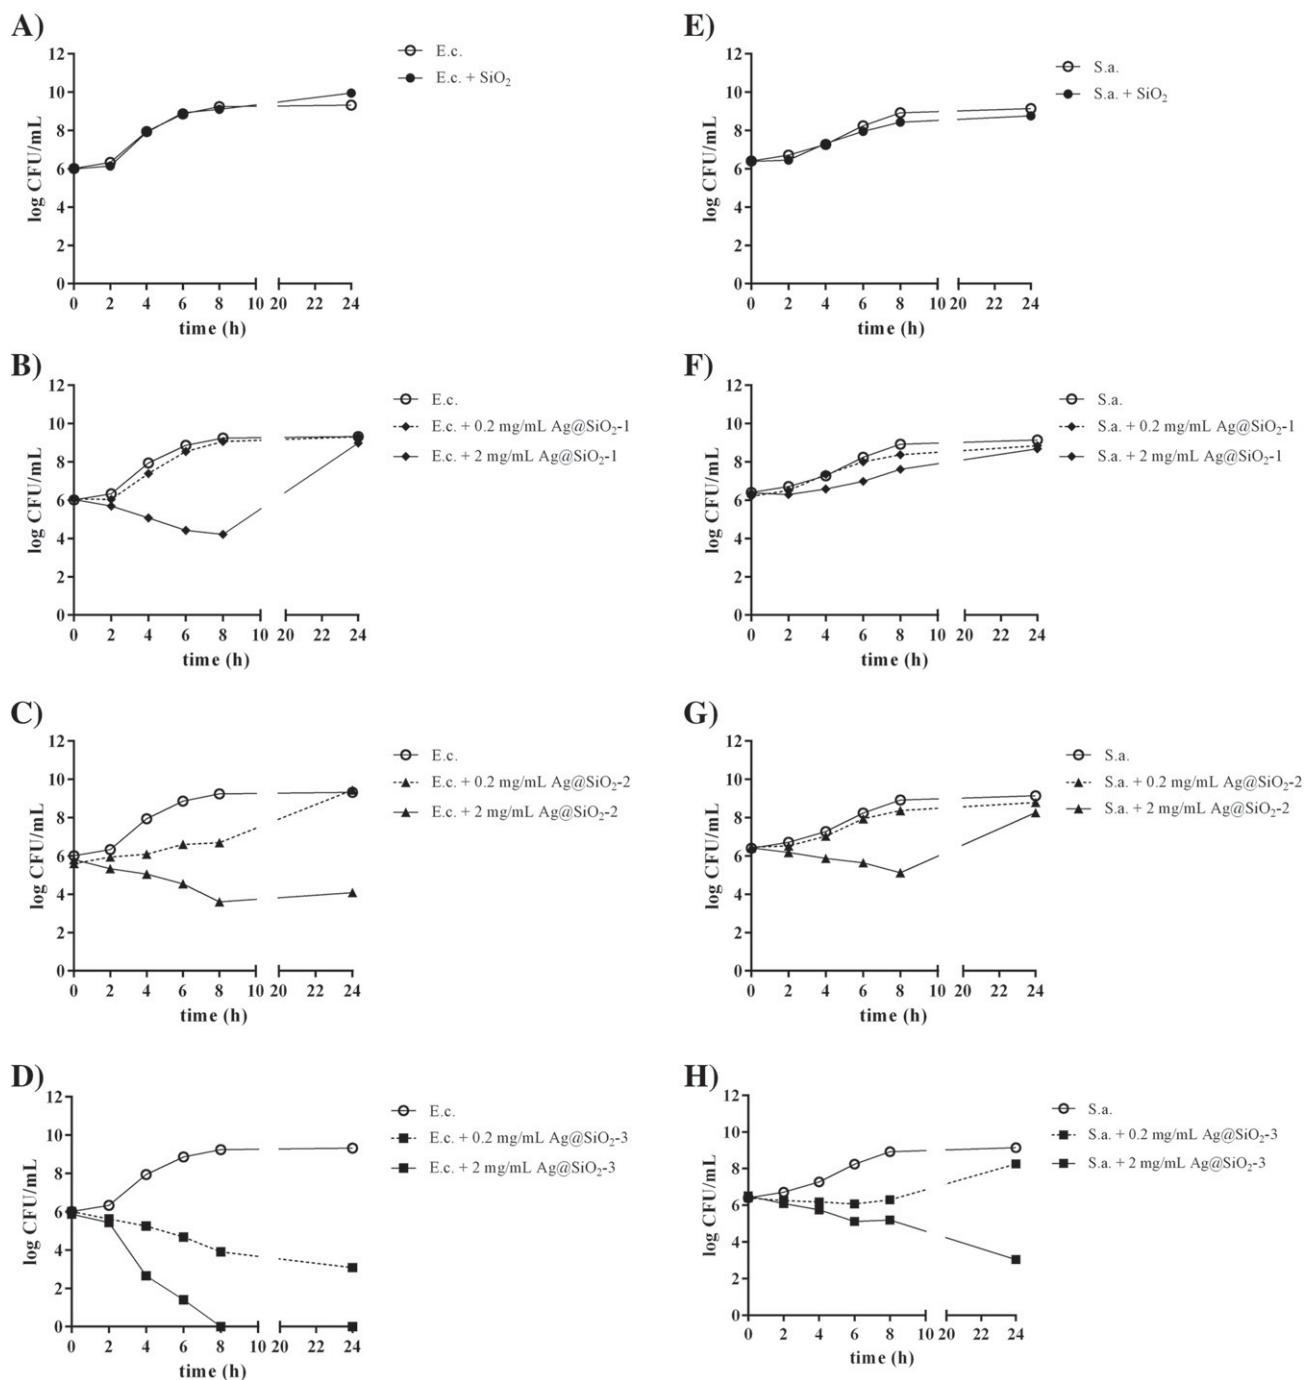 A)
E.c.
E.c. + SiO₂
log CFU/mL
12
10
8
6
4
2
0
0 2 4 6 8 10 20 22 24
time (h)
E)
S.a.
S.a. + SiO₂
log CFU/mL
12
10
8
6
4
2
0
0 2 4 6 8 10 20 22 24
time (h)
B)
E.c.
E.c. + 0.2 mg/mL Ag@SiO₂-1
E.c. + 2 mg/mL Ag@SiO₂-1
log CFU/mL
12
10
8
6
4
2
0
0 2 4 6 8 10 20 22 24
time (h)
F)
S.a.
S.a. + 0.2 mg/mL Ag@SiO₂-1
S.a. + 2 mg/mL Ag@SiO₂-1
log CFU/mL
12
10
8
6
4
2
0
0 2 4 6 8 10 20 22 24
time (h)
C)
E.c.
E.c. + 0.2 mg/mL Ag@SiO₂-2
E.c. + 2 mg/mL Ag@SiO₂-2
log CFU/mL
12
10
8
6
4
2
0
0 2 4 6 8 10 20 22 24
time (h)
G)
S.a.
S.a. + 0.2 mg/mL Ag@SiO₂-2
S.a. + 2 mg/mL Ag@SiO₂-2
log CFU/mL
12
10
8
6
4
2
0
0 2 4 6 8 10 20 22 24
time (h)
D)
E.c.
E.c. + 0.2 mg/mL Ag@SiO₂-3
E.c. + 2 mg/mL Ag@SiO₂-3
log CFU/mL
12
10
8
6
4
2
0
0 2 4 6 8 10 20 22 24
time (h)
H)
S.a.
S.a. + 0.2 mg/mL Ag@SiO₂-3
S.a. + 2 mg/mL Ag@SiO₂-3
log CFU/mL
12
10
8
6
4
2
0
0 2 4 6 8 10 20 22 24
time (h)